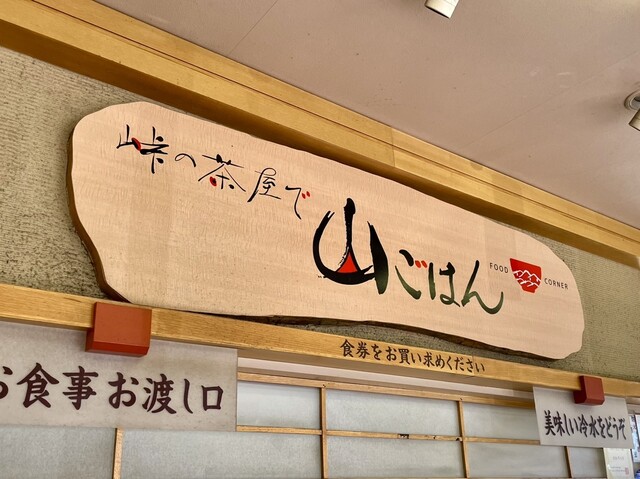 峠の茶屋で
山ごはん
FOOD CORNER
食券をお買い求めください
お食事お渡し口
美味しい冷水をどうぞ